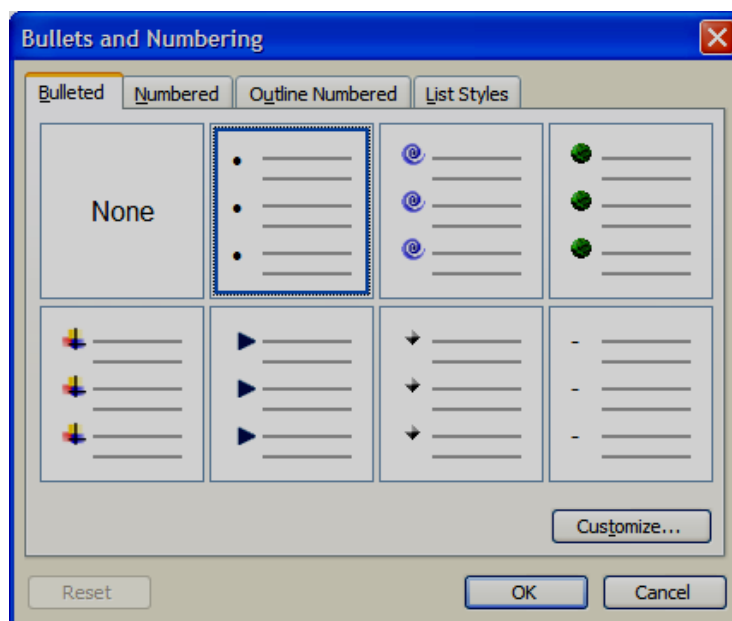 Bullets and Numbering
Bulleted Numbered Outline Numbered List Styles
None
Customize...
Reset OK Cancel